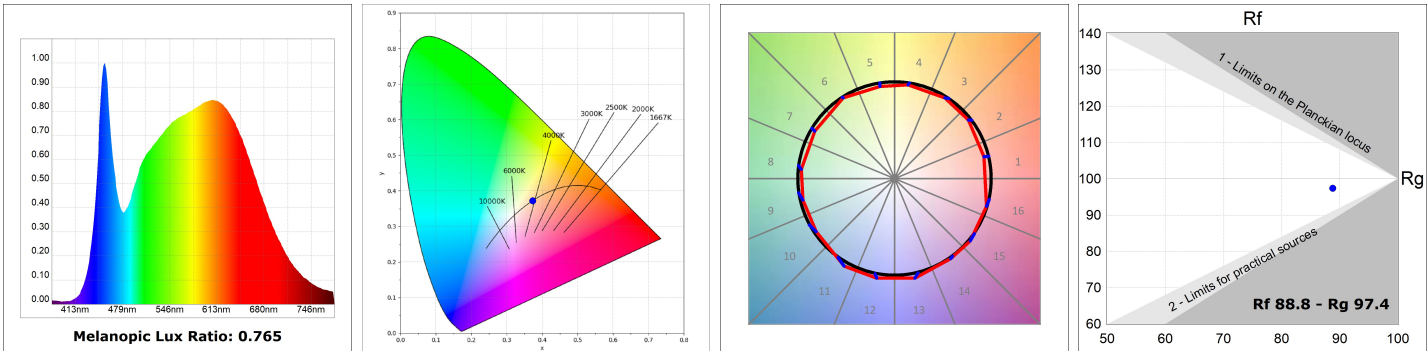 1.00
0.90
0.80
0.70
0.60
0.50
0.40
0.30
0.20
0.10
0.00
413nm 479nm 546nm 613nm 680nm 746nm
Melanopic Lux Ratio: 0.765
0.9
0.8
0.7
0.6
0.5
0.4
0.3
0.2
0.1
0.0
y
0.0 0.1 0.2 0.3 0.4 0.5 0.6 0.7 0.8
x
10000K
6000K
4000K
3000K
2500K
2000K
1667K
1
2
3
4
5
6
7
8
9
10
11
12
13
14
15
16
Rf
140
130
120
110
100
90
80
70
60
Rg
1 - Limits on the Planckian locus
2 - Limits for practical sources
Rf 88.8 - Rg 97.4
50 60 70 80 90 100